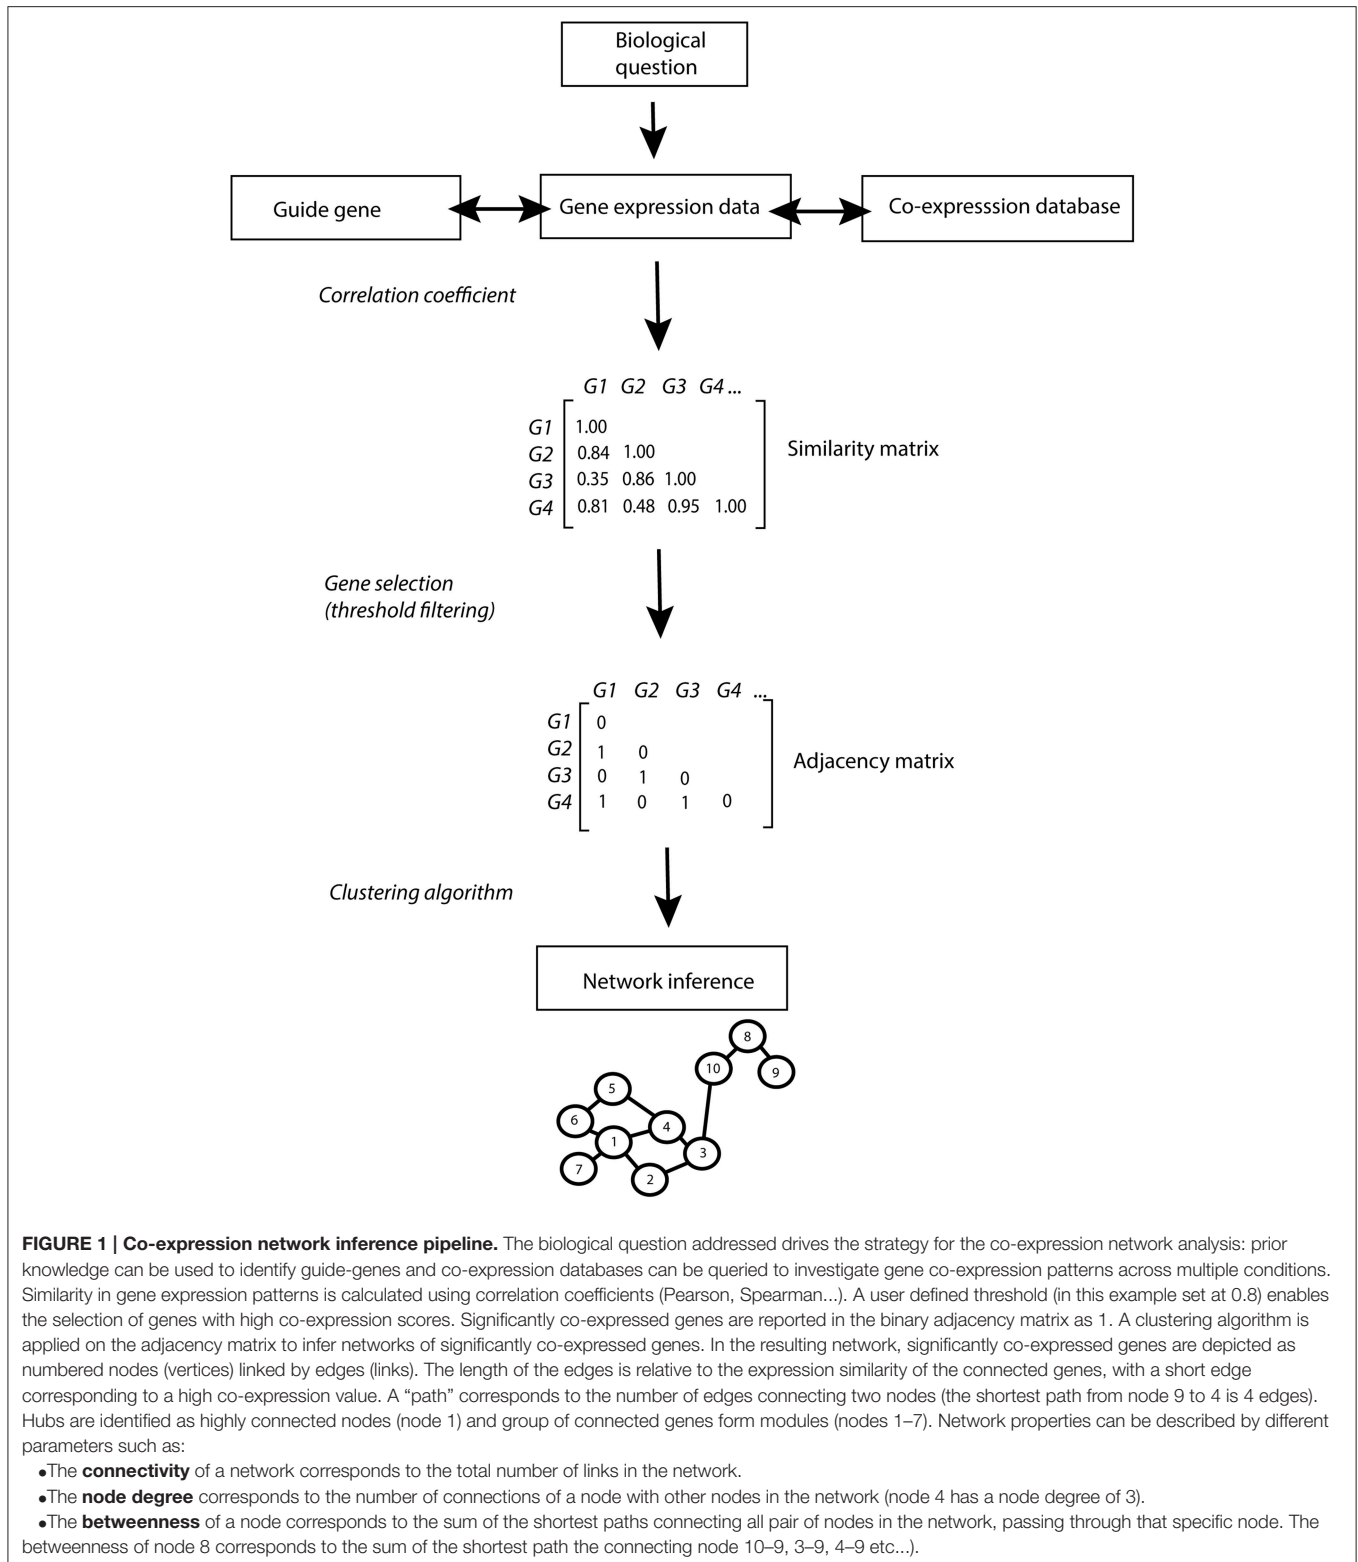 Biological
question
Guide gene
Gene expression data
Co-expresssion database
Correlation coefficient
G1 G2 G3 G4 ...
G1 1.00
G2 0.84 1.00
G3 0.35 0.86 1.00
G4 0.81 0.48 0.95 1.00
Similarity matrix
Gene selection
(threshold filtering)
G1 G2 G3 G4 ...
G1 0
G2 1 0
G3 0 1 0
G4 1 0 1 0
Adjacency matrix
Clustering algorithm
Network inference
8
10
9
5
6
4
1
3
7
2
FIGURE 1 | Co-expression network inference pipeline. The biological question addressed drives the strategy for the co-expression network analysis: prior
knowledge can be used to identify guide-genes and co-expression databases can be queried to investigate gene co-expression patterns across multiple conditions.
Similarity in gene expression patterns is calculated using correlation coefficients (Pearson, Spearman...). A user defined threshold (in this example set at 0.8) enables
the selection of genes with high co-expression scores. Significantly co-expressed genes are reported in the binary adjacency matrix as 1. A clustering algorithm is
applied on the adjacency matrix to infer networks of significantly co-expressed genes. In the resulting network, significantly co-expressed genes are depicted as
numbered nodes (vertices) linked by edges (links). The length of the edges is relative to the expression similarity of the connected genes, with a short edge
corresponding to a high co-expression value. A “path” corresponds to the number of edges connecting two nodes (the shortest path from node 9 to 4 is 4 edges).
Hubs are identified as highly connected nodes (node 1) and group of connected genes form modules (nodes 1–7). Network properties can be described by different
parameters such as:
•The connectivity of a network corresponds to the total number of links in the network.
•The node degree corresponds to the number of connections of a node with other nodes in the network (node 4 has a node degree of 3).
•The betweenness of a node corresponds to the sum of the shortest paths connecting all pair of nodes in the network, passing through that specific node. The
betweenness of node 8 corresponds to the sum of the shortest path the connecting node 10–9, 3–9, 4–9 etc...).